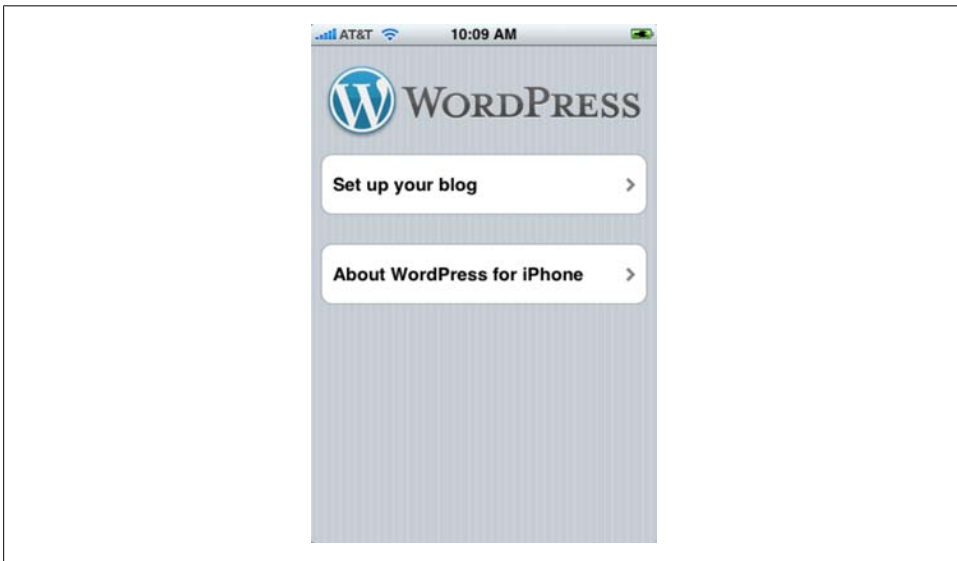 AT&T 10:09 AM
WORDPRESS
Set up your blog
About WordPress for iPhone